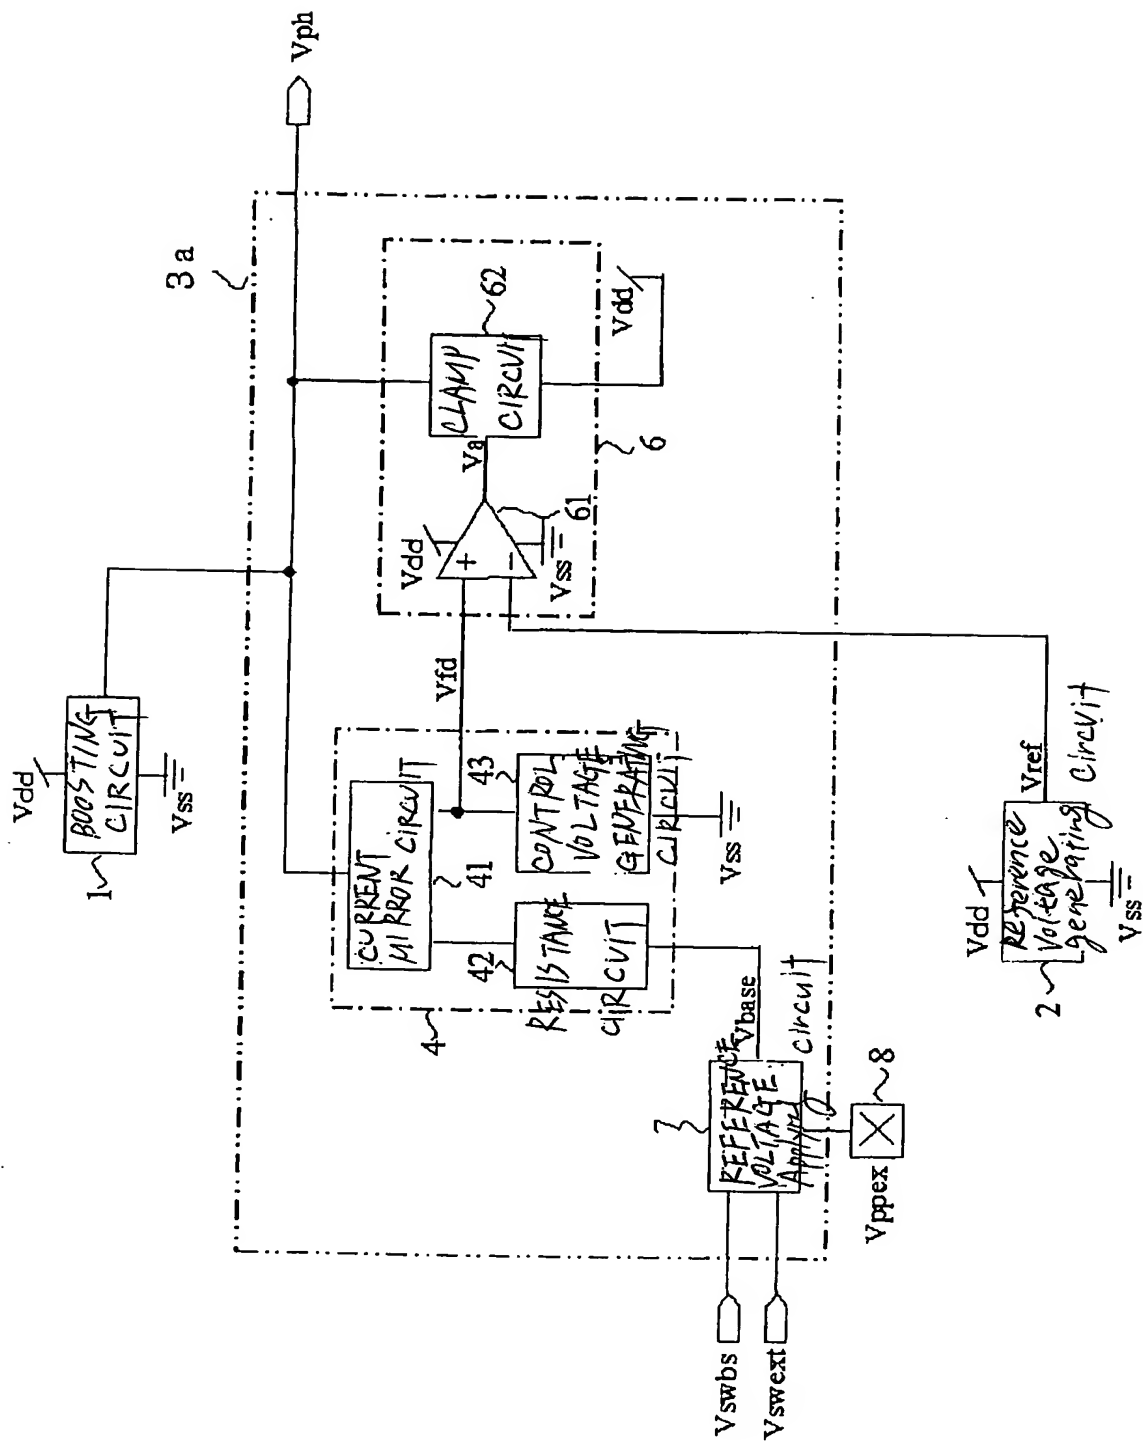 Vph
3a
Vdd
BOOSTING
CIRCUIT
Vss
1
CLAMP
CIRCUIT
62
Vdd
Va
6
Vdd
+
−
61
Vss
Vfd
CURRENT
MIRROR CIRCUIT
41
43
CONTROL
VOLTAGE
GENERATING
CIRCUIT
Vss
42
RESISTANCE
CIRCUIT
4
Vbase
7
REFERENCE
VOLTAGE
Applying
circuit
8
Vppex
Vswbs
Vswext
Vdd
Reference
Voltage
generating
Circuit
Vref
Vss
2